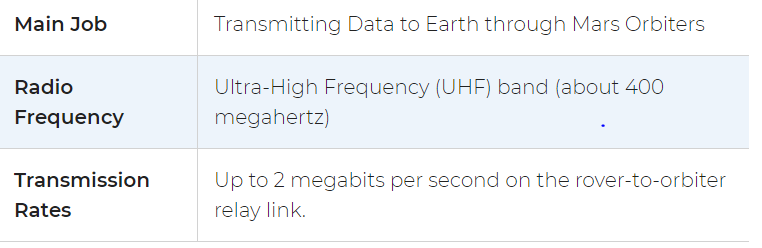 Main Job
Transmitting Data to Earth through Mars Orbiters
Radio
Frequency
Ultra-High Frequency (UHF) band (about 400
megahertz)
Transmission
Rates
Up to 2 megabits per second on the rover-to-orbiter
relay link.